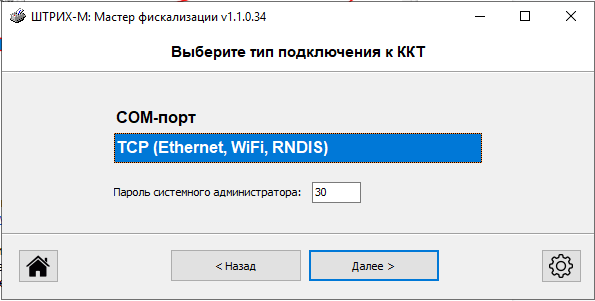 ШТРИХ-М: Мастер фискализации v1.1.0.34
Выберите тип подключения к ККТ
COM-порт
TCP (Ethernet, WiFi, RNDIS)
Пароль системного администратора: 30
< Назад
Далее >